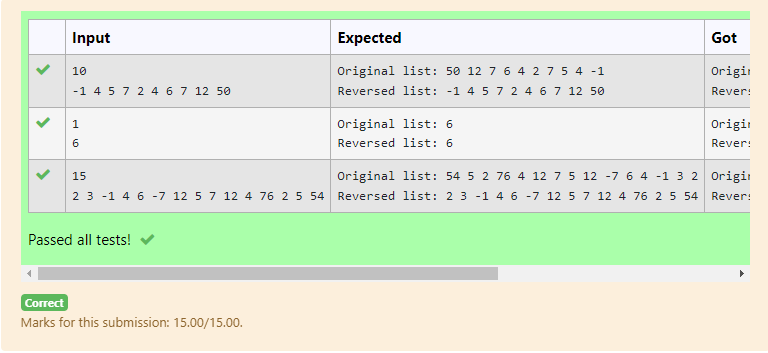 Input Expected Got
10 Original list: 50 12 7 6 4 2 7 5 4 -1 Origi
-1 4 5 7 2 4 6 7 12 50 Reversed list: -1 4 5 7 2 4 6 7 12 50 Revers
1 Original list: 6 Origi
6 Reversed list: 6 Revers
15 Original list: 54 5 2 76 4 12 7 5 12 -7 6 4 -1 3 2 Origi
2 3 -1 4 6 -7 12 5 7 12 4 76 2 5 54 Reversed list: 2 3 -1 4 6 -7 12 5 7 12 4 76 2 5 54 Revers
Passed all tests!
Correct
Marks for this submission: 15.00/15.00.